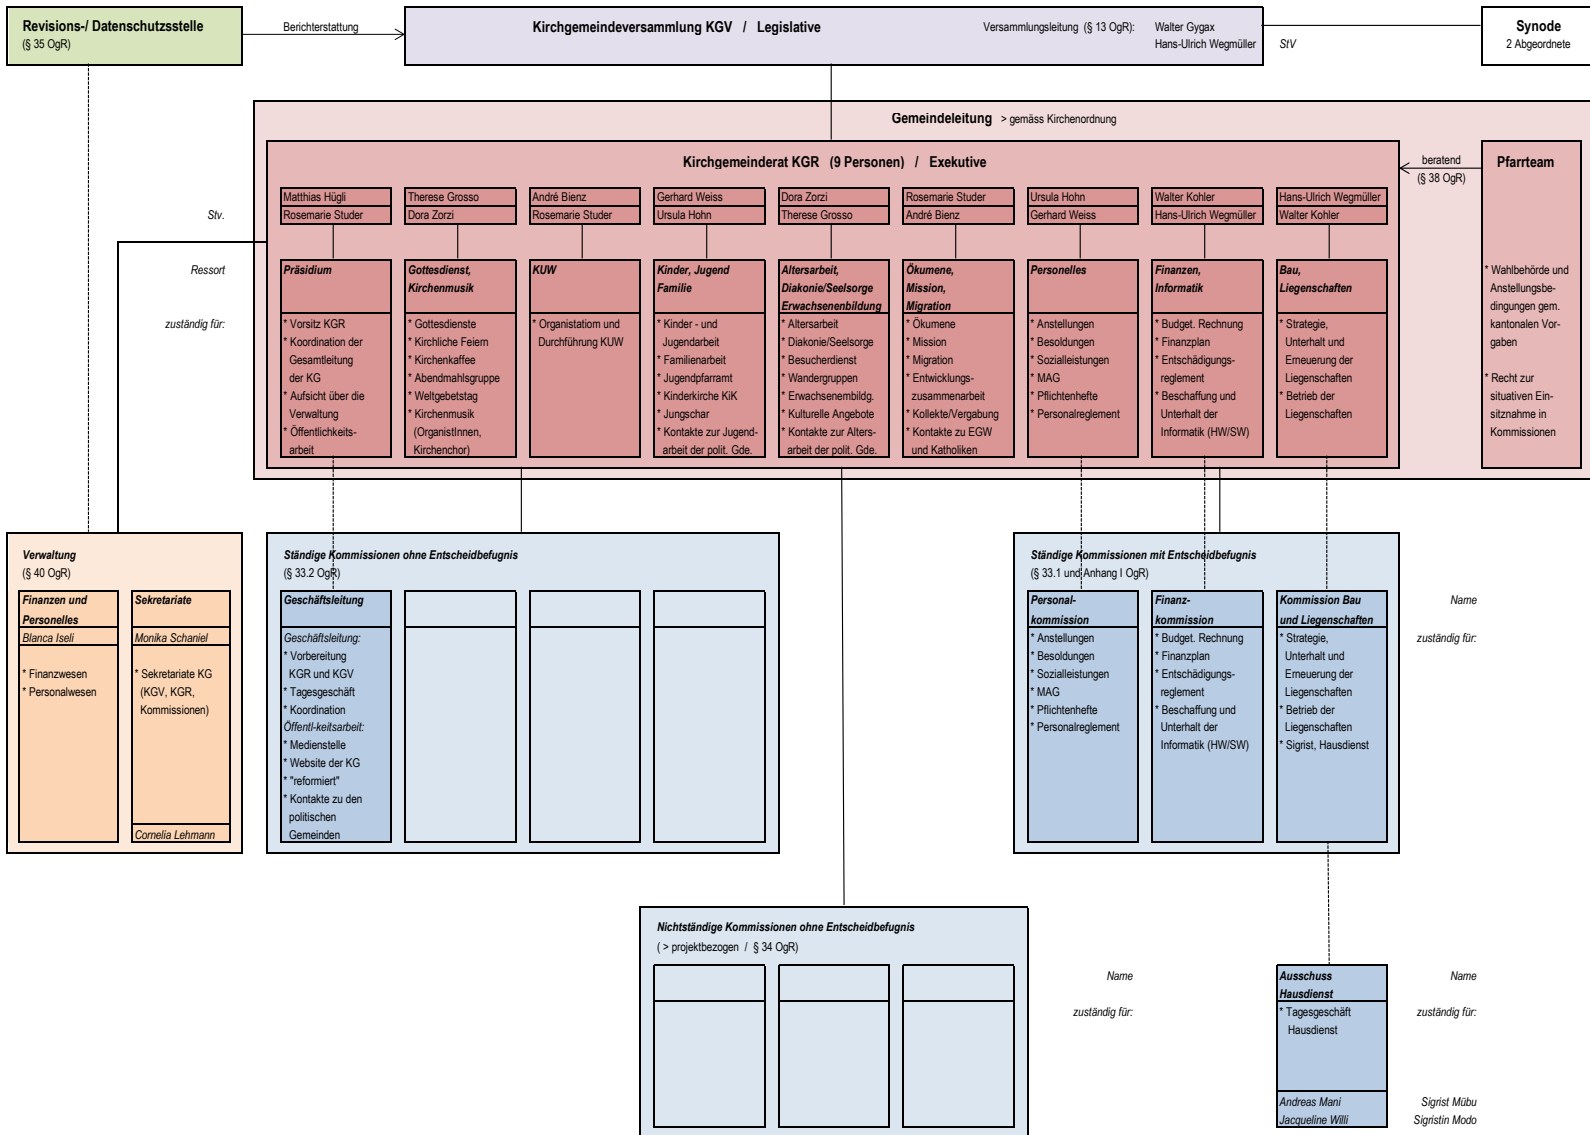 Revisions-/ Datenschutzsstelle
(§ 35 OgR)
Berichterstattung
Kirchgemeindeversammlung KGV / Legislative
Versammlungsleitung (§ 13 OgR):
Walter Gygax
Hans-Ulrich Wegmüller
StV
Synode
2 Abgeordnete
Gemeindeleitung > gemäss Kirchenordnung
Kirchgemeinderat KGR (9 Personen) / Exekutive
beratend
(§ 38 OgR)
Pfarrteam
* Wahlbehörde und
Anstellungsbe-
dingungen gem.
kantonalen Vor-
gaben
* Recht zur
situativen Ein-
sitznahme in
Kommissionen
Stv.
Ressort
zuständig für:
Matthias Hügli
Rosemarie Studer
Präsidium
* Vorsitz KGR
* Koordination der
Gesamtleitung
der KG
* Aufsicht über die
Verwaltung
* Öffentlichkeits-
arbeit
Therese Grosso
Dora Zorzi
Gottesdienst,
Kirchenmusik
* Gottesdienste
* Kirchliche Feiern
* Kirchenkaffee
* Abendmahlsgruppe
* Weltgebetstag
* Kirchenmusik
(OrganistInnen,
Kirchenchor)
André Bienz
Rosemarie Studer
KUW
* Organistatiom und
Durchführung KUW
Gerhard Weiss
Ursula Hohn
Kinder, Jugend
Familie
* Kinder - und
Jugendarbeit
* Familienarbeit
* Jugendpfarramt
* Kinderkirche KiK
* Jungschar
* Kontakte zur Jugend-
arbeit der polit. Gde.
Dora Zorzi
Therese Grosso
Altersarbeit,
Diakonie/Seelsorge
Erwachsenenbildung
* Altersarbeit
* Diakonie/Seelsorge
* Besucherdienst
* Wandergruppen
* Erwachsenembildg.
* Kulturelle Angebote
* Kontakte zur Alters-
arbeit der polit. Gde.
Rosemarie Studer
André Bienz
Ökumene,
Mission,
Migration
* Ökumene
* Mission
* Migration
* Entwicklungs-
zusammenarbeit
* Kollekte/Vergabung
* Kontakte zu EGW
und Katholiken
Ursula Hohn
Gerhard Weiss
Personelles
* Anstellungen
* Besoldungen
* Sozialleistungen
* MAG
* Pflichtenhefte
* Personalreglement
Walter Kohler
Hans-Ulrich Wegmüller
Finanzen,
Informatik
* Budget. Rechnung
* Finanzplan
* Entschädigungs-
reglement
* Beschaffung und
Unterhalt der
Informatik (HW/SW)
Hans-Ulrich Wegmüller
Walter Kohler
Bau,
Liegenschaften
* Strategie,
Unterhalt und
Erneuerung der
Liegenschaften
* Betrieb der
Liegenschaften
Verwaltung
(§ 40 OgR)
Finanzen und
Personelles
Blanca Iseli
* Finanzwesen
* Personalwesen
Sekretariate
Monika Schaniel
* Sekretariate KG
(KGV, KGR,
Kommissionen)
Cornelia Lehmann
Ständige Kommissionen ohne Entscheidbefugnis
(§ 33.2 OgR)
Geschäftsleitung
Geschäftsleitung:
* Vorbereitung
KGR und KGV
* Tagesgeschäft
* Koordination
Öffentl-keitsarbeit:
* Medienstelle
* Website der KG
* "reformiert"
* Kontakte zu den
politischen
Gemeinden
Ständige Kommissionen mit Entscheidbefugnis
(§ 33.1 und Anhang I OgR)
Personal-
kommission
* Anstellungen
* Besoldungen
* Sozialleistungen
* MAG
* Pflichtenhefte
* Personalreglement
Finanz-
kommission
* Budget. Rechnung
* Finanzplan
* Entschädigungs-
reglement
* Beschaffung und
Unterhalt der
Informatik (HW/SW)
Kommission Bau
und Liegenschaften
* Strategie,
Unterhalt und
Erneuerung der
Liegenschaften
* Betrieb der
Liegenschaften
* Sigrist, Hausdienst
Name
zuständig für:
Nichtständige Kommissionen ohne Entscheidbefugnis
( > projektbezogen / § 34 OgR)
Name
zuständig für:
Ausschuss
Hausdienst
* Tagesgeschäft
Hausdienst
Andreas Mani
Jacqueline Willi
Name
zuständig für:
Sigrist Mübu
Sigristin Modo